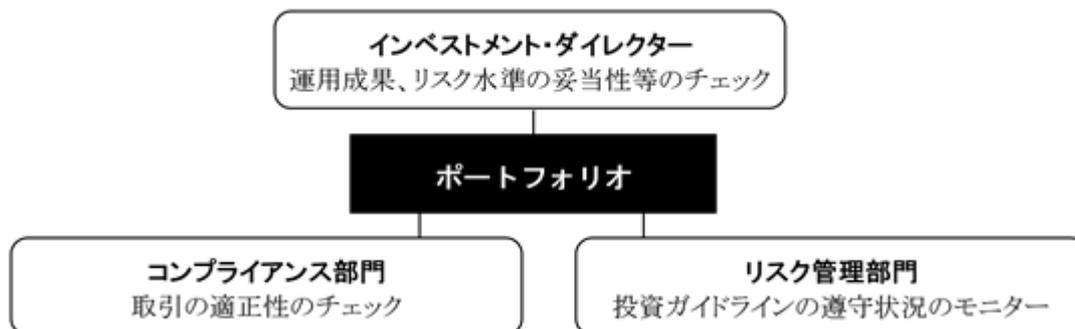 インベストメント・ダイレクター
運用成果、リスク水準の妥当性等のチェック
ポートフォリオ
コンプライアンス部門
取引の適正性のチェック
リスク管理部門
投資ガイドラインの遵守状況のモニター